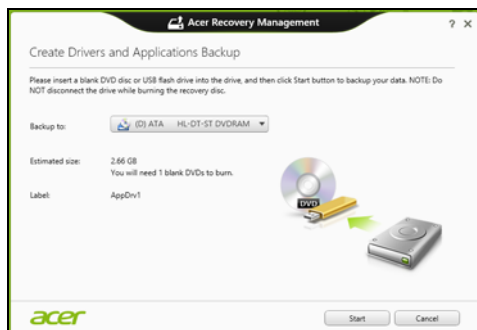 Acer Recovery Management
? ×
Create Drivers and Applications Backup
Please insert a blank DVD disc or USB flash drive into the drive, and then click Start button to backup your data. NOTE: Do
NOT disconnect the drive while burning the recovery disc.
Backup to: (D) ATA HL-DT-ST DVDRAM
Estimated size: 2.66 GB
You will need 1 blank DVDs to burn.
Label: AppDrv1
DVD
acer
Start Cancel